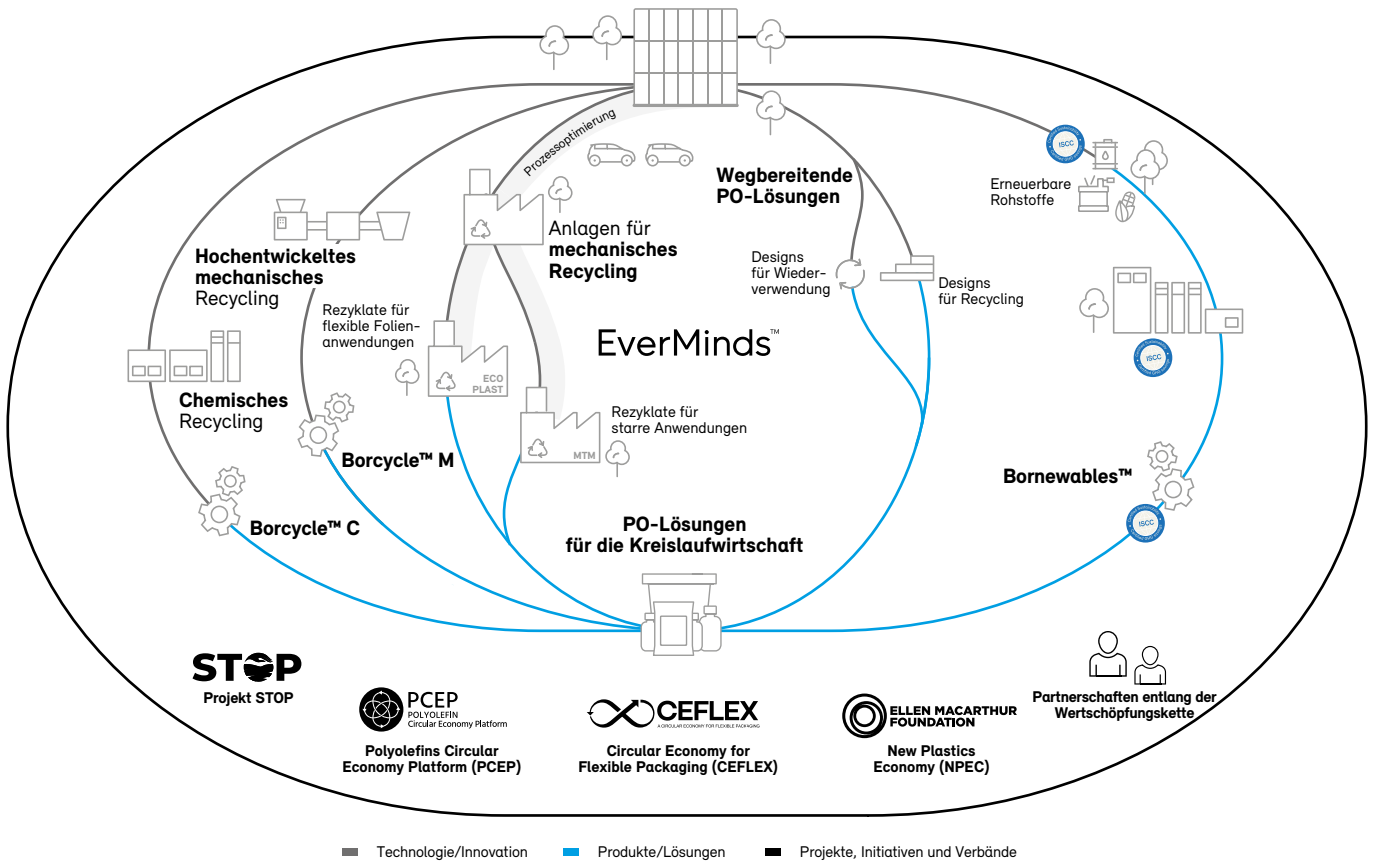 Prozessoptimierung
Wegbereitende
PO-Lösungen
ISCC
Erneuerbare
Rohstoffe
Anlagen für
mechanisches
Recycling
Hochentwickeltes
mechanisches
Recycling
Designs
für Wieder-
verwendung
Designs
für Recycling
Rezyklate für
flexible Folien-
anwendungen
EverMinds™
ECO
PLAST
ISCC
Chemisches
Recycling
Rezyklate für
starre Anwendungen
MTM
Borcycle™ M
Bornewables™
ISCC
Borcycle™ C
PO-Lösungen
für die Kreislaufwirtschaft
STOP
Projekt STOP
PCEP
POLYOLEFIN
Circular Economy Platform
Polyolefins Circular
Economy Platform (PCEP)
CEFLEX
A CIRCULAR ECONOMY FOR FLEXIBLE PACKAGING
Circular Economy for
Flexible Packaging (CEFLEX)
ELLEN MACARTHUR
FOUNDATION
New Plastics
Economy (NPEC)
Partnerschaften entlang der
Wertschöpfungskette
Technologie/Innovation
Produkte/Lösungen
Projekte, Initiativen und Verbände